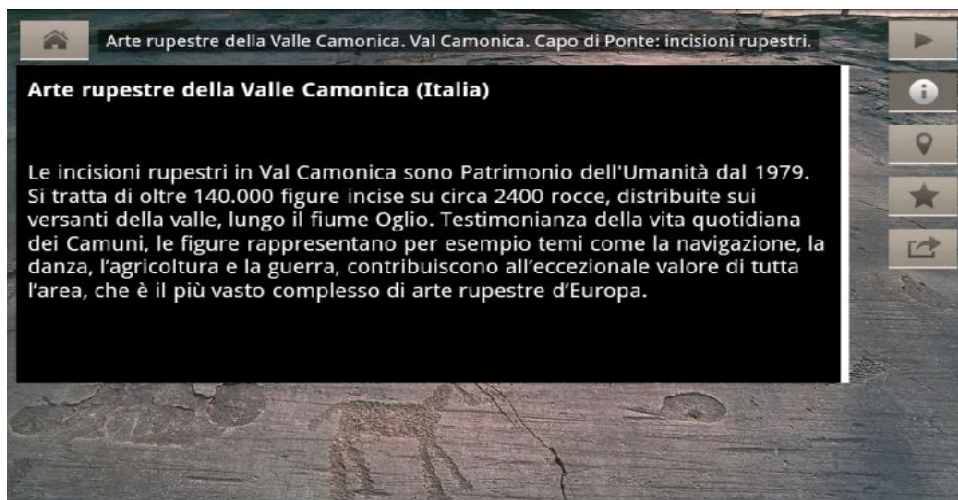 Arte rupestre della Valle Camonica. Val Camonica. Capo di Ponte: incisioni rupestri.
Arte rupestre della Valle Camonica (Italia)
Le incisioni rupestri in Val Camonica sono Patrimonio dell'Umanità dal 1979.
Si tratta di oltre 140.000 figure incise su circa 2400 rocce, distribuite sui
versanti della valle, lungo il fiume Oglio. Testimonianza della vita quotidiana
dei Camuni, le figure rappresentano per esempio temi come la navigazione, la
danza, l’agricoltura e la guerra, contribuiscono all’eccezionale valore di tutta
l’area, che è il più vasto complesso di arte rupestre d’Europa.